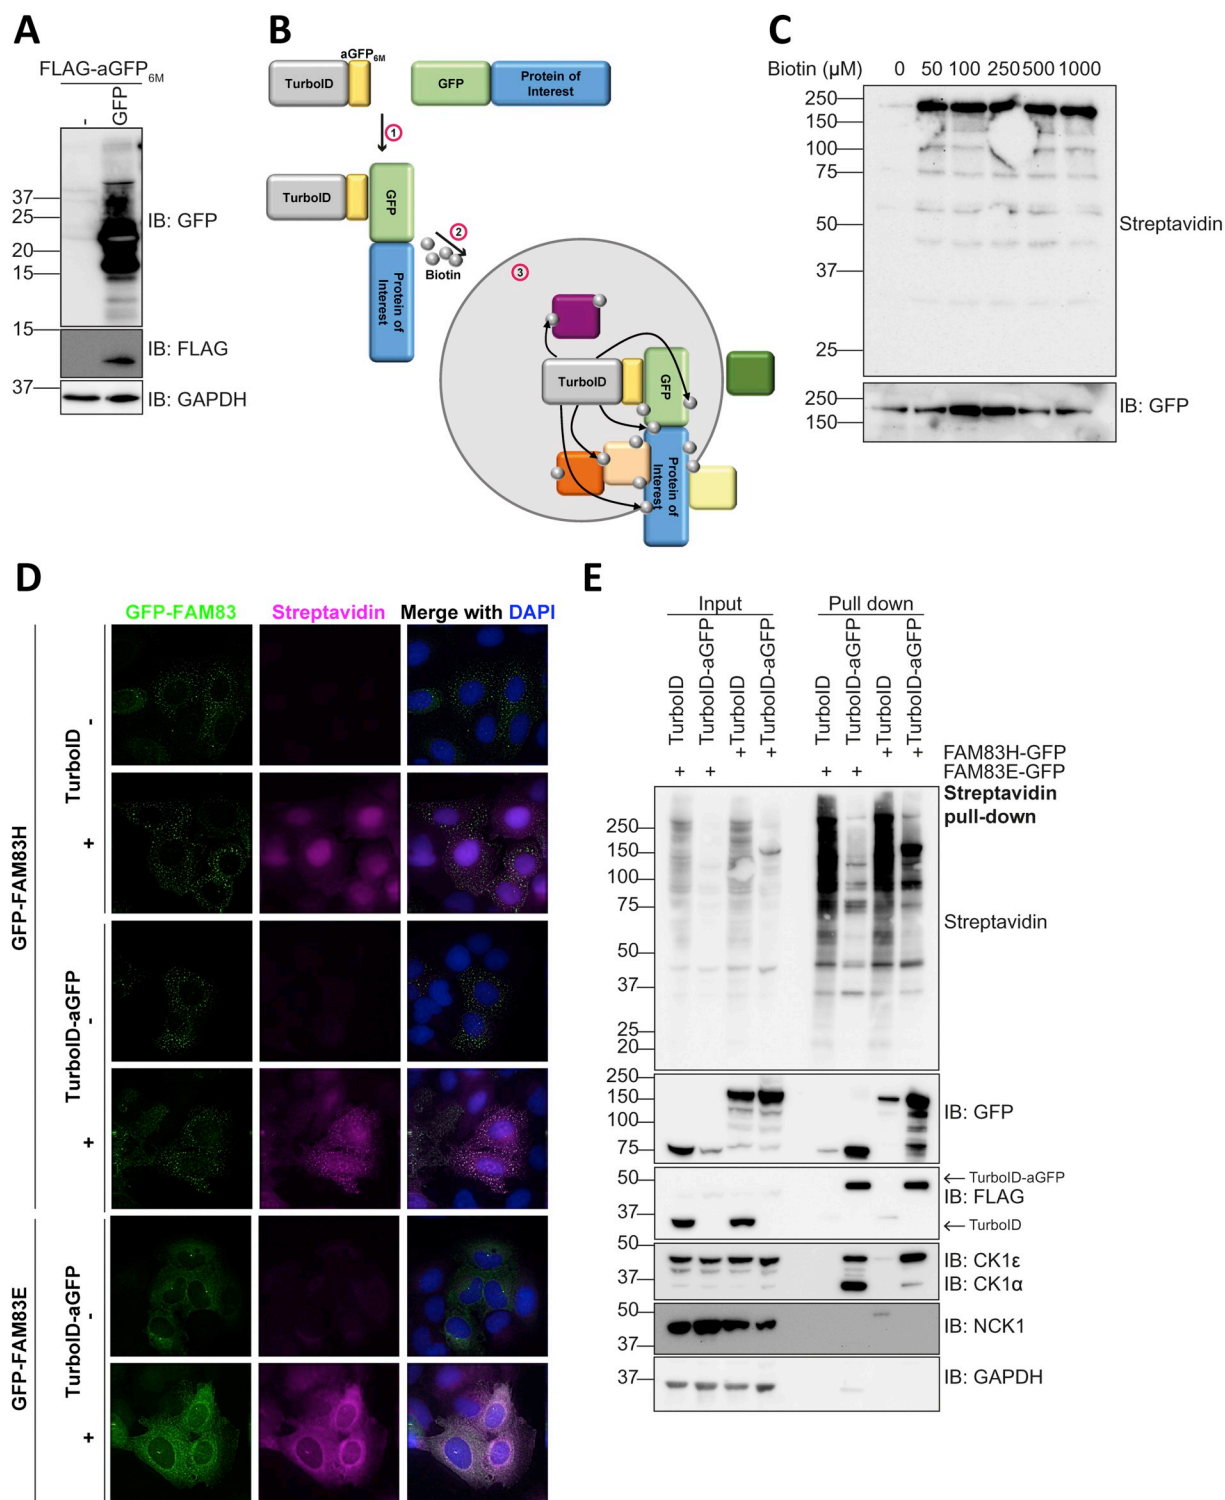 A
FLAG-aGFP6M
-
GFP
37
25
20
15
IB: GFP
15
IB: FLAG
37
IB: GAPDH
B
aGFP6M
TurboID
GFP
Protein of
Interest
1
TurboID
GFP
Protein of
Interest
2
Biotin
3
TurboID
GFP
Protein of
Interest
C
Biotin (µM) 0 50 100 250 500 1000
250
150
100
75
50
37
25
Streptavidin
250
150
IB: GFP
D
GFP-FAM83 Streptavidin Merge with DAPI
GFP-FAM83H
TurboID
-
+
TurboID-aGFP
-
+
GFP-FAM83E
TurboID-aGFP
-
+
E
Input Pull down
TurboID TurboID-aGFP TurboID TurboID-aGFP TurboID TurboID-aGFP TurboID TurboID-aGFP
+ + + + FAM83H-GFP
+ + + + FAM83E-GFP
Streptavidin
pull-down
250
150
100
75
50
37
25
20
Streptavidin
250
150
100
75
IB: GFP
50
37
← TurboID-aGFP
IB: FLAG
← TurboID
50
37
IB: CK1ε
IB: CK1α
50
37
IB: NCK1
37
IB: GAPDH